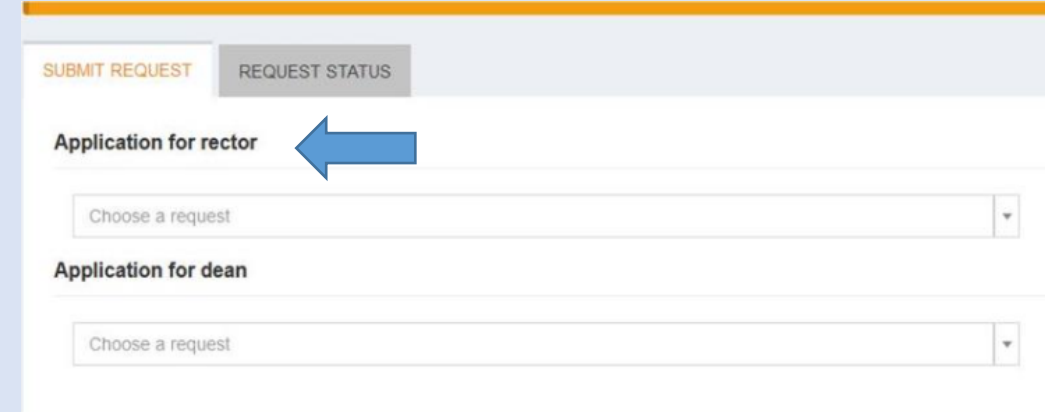 SUBMIT REQUEST REQUEST STATUS
Application for rector
Choose a request
Application for dean
Choose a request